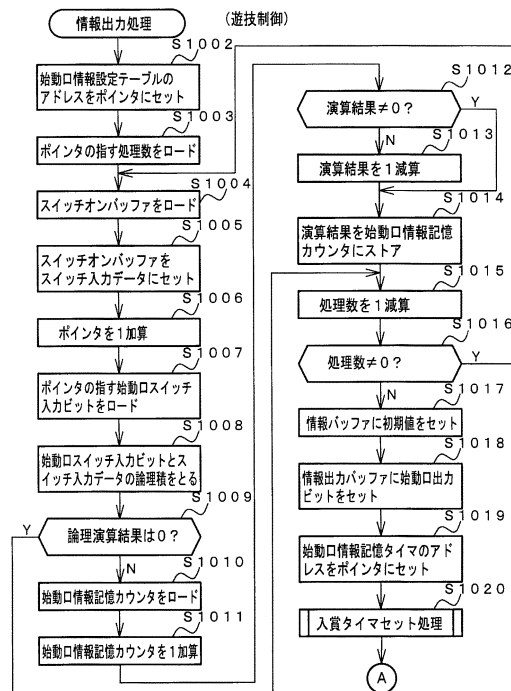 (遊技制御)
情報出力処理
S1002
始動口情報設定テーブルの
アドレスをポインタにセット
S1003
ポインタの指す処理数をロード
S1004
スイッチオンバッファをロード
S1005
スイッチオンバッファを
スイッチ入力データにセット
S1006
ポインタを1加算
S1007
ポインタの指す始動口スイッチ
入力ビットをロード
S1008
始動口スイッチ入力ビットとス
イッチ入力データの論理積をとる
S1009
Y
論理演算結果は0?
N
S1010
始動口情報記憶カウンタをロード
S1011
始動口情報記憶カウンタを1加算
S1012
演算結果≠0?
Y
N
S1013
演算結果を1減算
S1014
演算結果を始動口情報記憶
カウンタにストア
S1015
処理数を1減算
S1016
処理数≠0?
Y
N
S1017
情報バッファに初期値をセット
S1018
情報出力バッファに始動口出力
ビットをセット
S1019
始動口情報記憶タイマのアド
レスをポインタにセット
S1020
入賞タイマセット処理
A